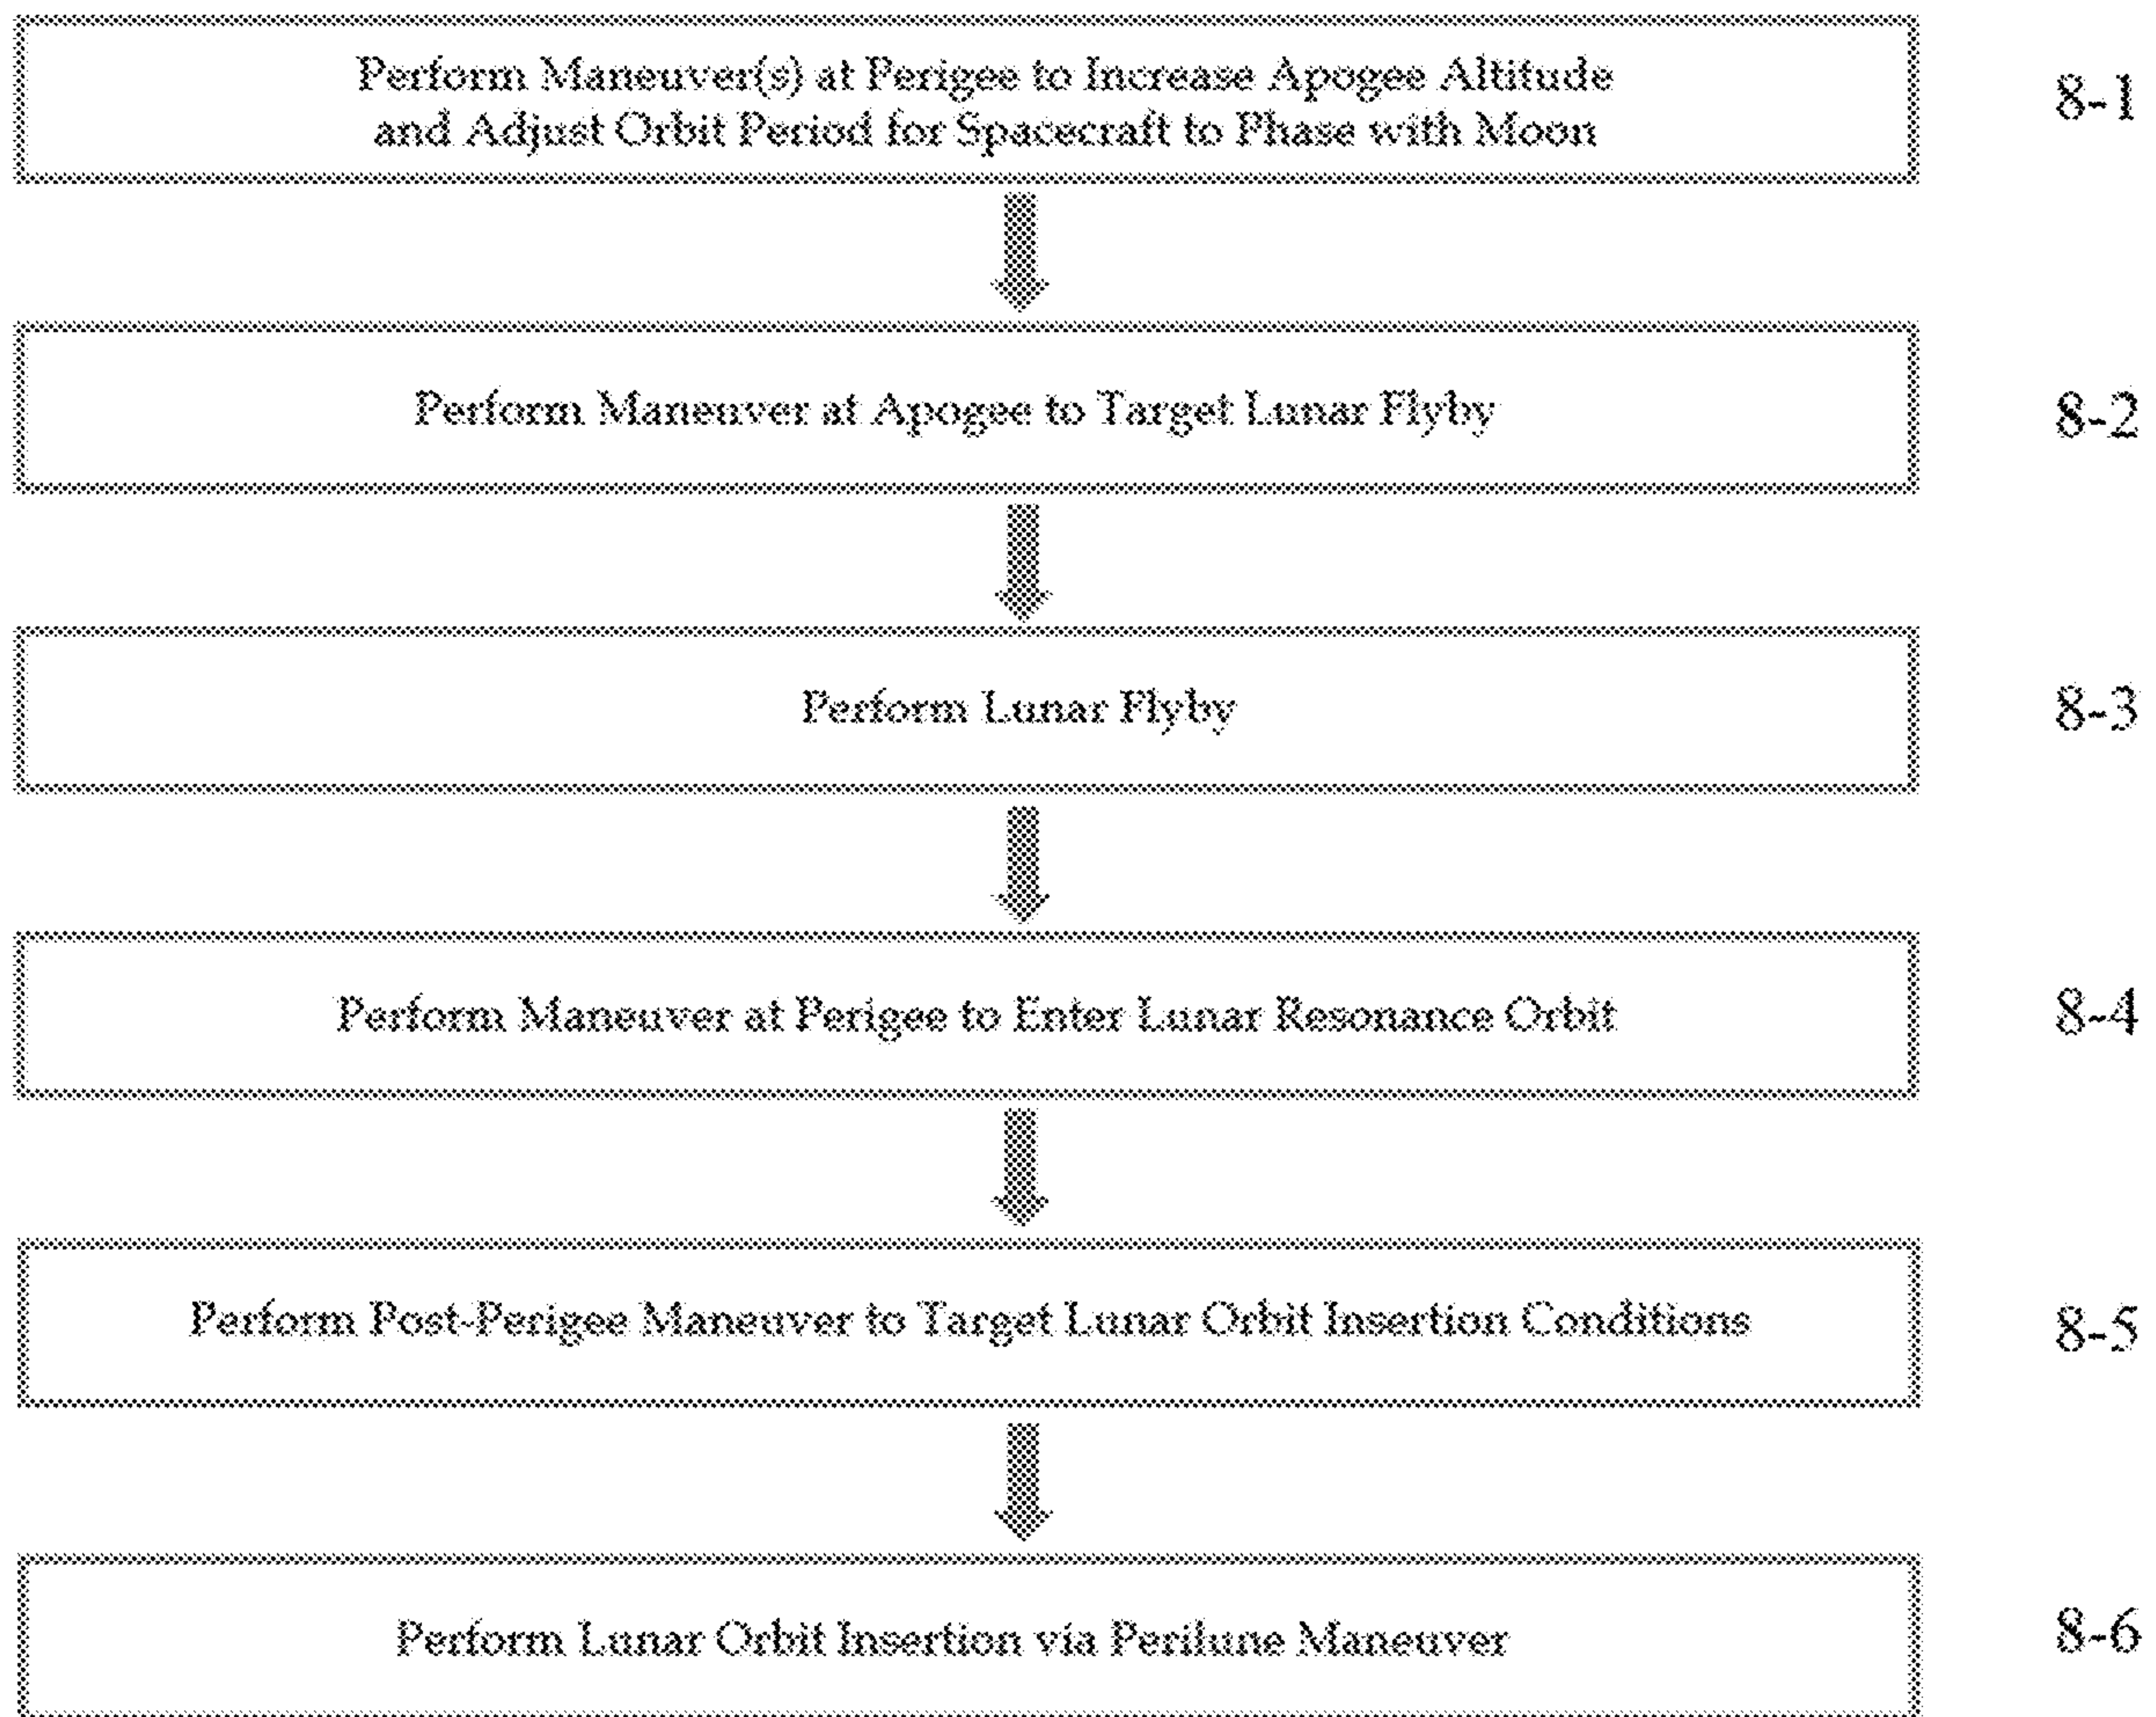 Perform Maneuver(s) at Perigee to Increase Apogee Altitude
and Adjust Orbit Period for Spacecraft to Phase with Moon
8-1
Perform Maneuver at Apogee to Target Lunar Flyby
8-2
Perform Lunar Flyby
8-3
Perform Maneuver at Perigee to Enter Lunar Resonance Orbit
8-4
Perform Post-Perigee Maneuver to Target Lunar Orbit Insertion Conditions
8-5
Perform Lunar Orbit Insertion via Perilune Maneuver
8-6